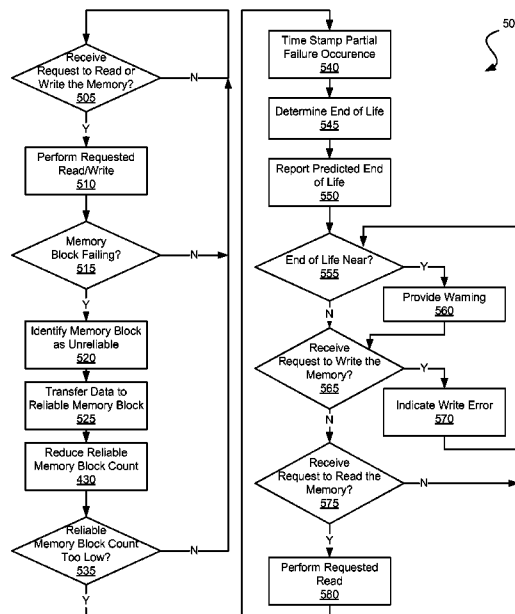 Receive
Request to Read or
Write the Memory?
505
N
Y
Perform Requested
Read/Write
510
Memory
Block Failing?
515
N
Y
Identify Memory Block
as Unreliable
520
Transfer Data to
Reliable Memory Block
525
Reduce Reliable
Memory Block Count
430
Reliable
Memory Block Count
Too Low?
535
N
Y
50
Time Stamp Partial
Failure Occurence
540
Determine End of Life
545
Report Predicted End
of Life
550
End of Life Near?
555
Y
N
Provide Warning
560
Receive
Request to Write the
Memory?
565
Y
N
Indicate Write Error
570
Receive
Request to Read the
Memory?
575
N
Y
Perform Requested
Read
580